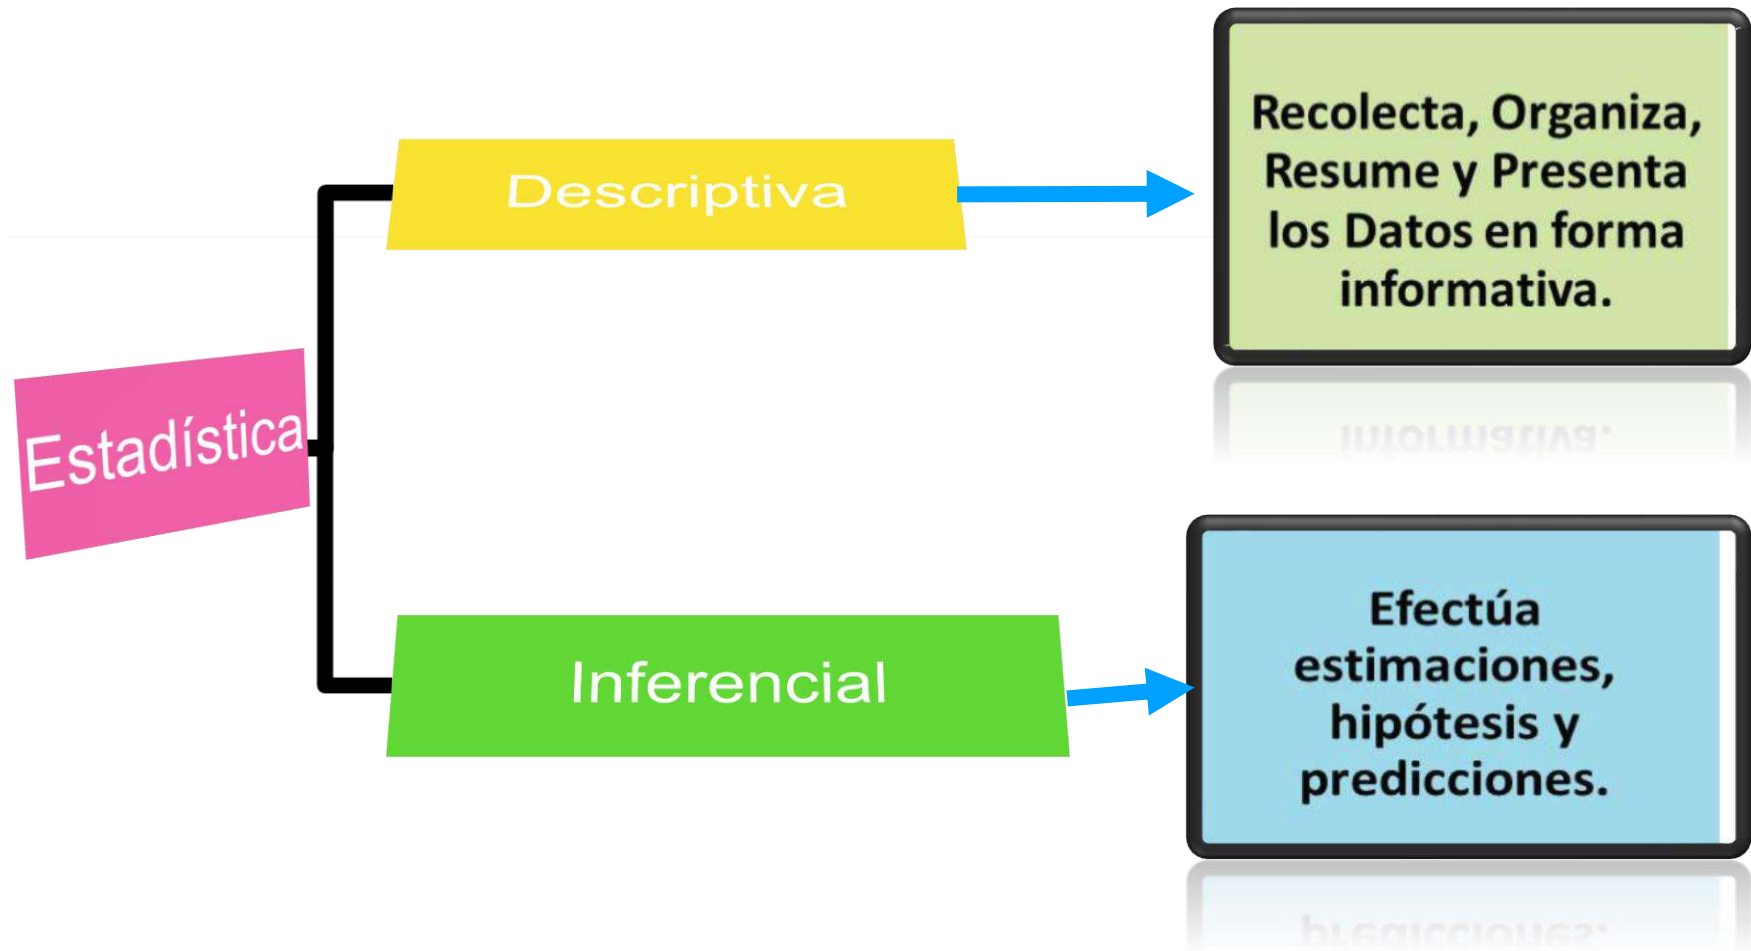 Estadística
Descriptiva
Recolecta, Organiza,
Resume y Presenta
los Datos en forma
informativa.
Inferencial
Efectúa
estimaciones,
hipótesis y
predicciones.